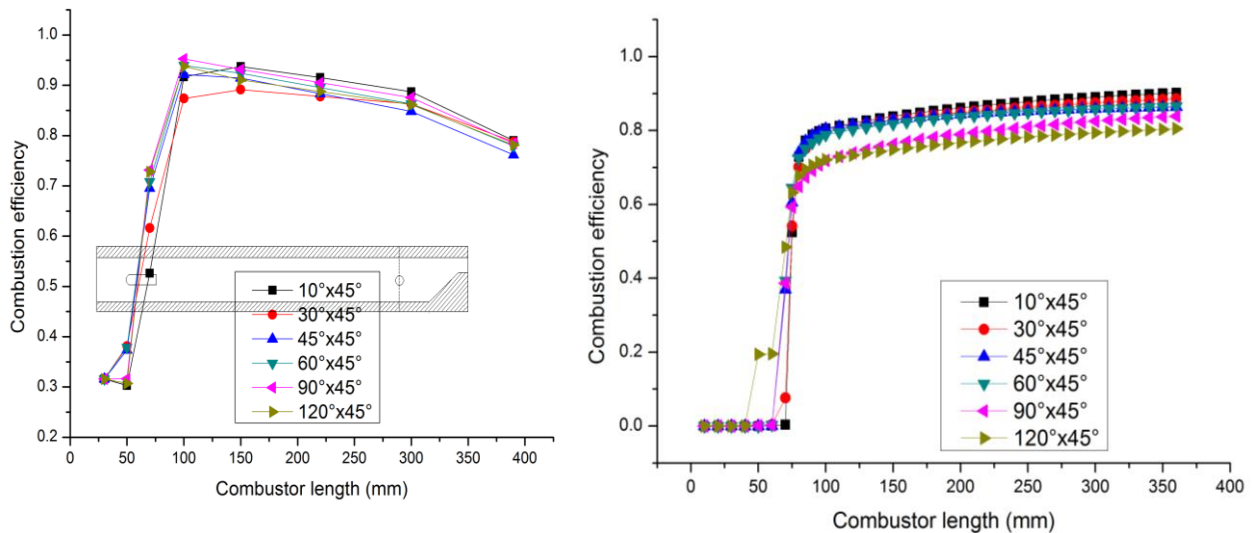 1.0
0.9
0.8
0.7
0.6
0.5
0.4
0.3
0.2
Combustion efficiency
10°x45°
30°x45°
45°x45°
60°x45°
90°x45°
120°x45°
0 50 100 150 200 250 300 350 400
Combustor length (mm)
1.0
0.8
0.6
0.4
0.2
0.0
Combustion efficiency
10°x45°
30°x45°
45°x45°
60°x45°
90°x45°
120°x45°
0 50 100 150 200 250 300 350 400
Combustor length (mm)